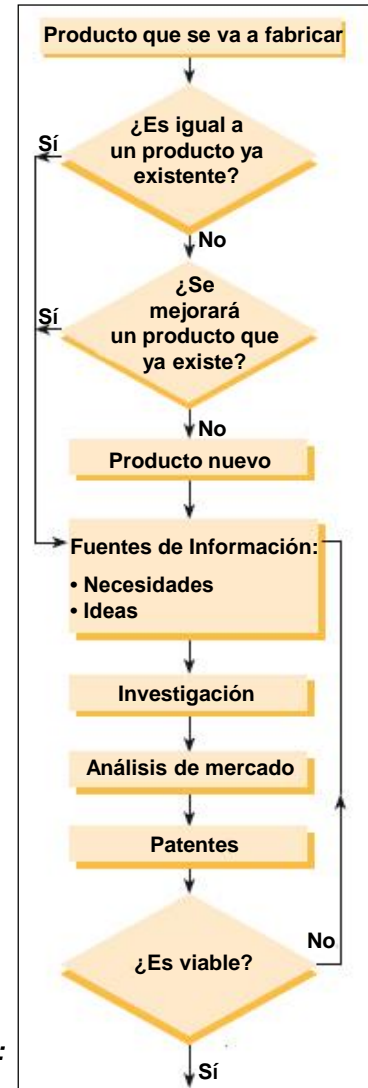 Producto que se va a fabricar
¿Es igual a
un producto ya
existente?
Sí
No
¿Se
mejorará
un producto que
ya existe?
Sí
No
Producto nuevo
Fuentes de Información:
• Necesidades
• Ideas
Investigación
Análisis de mercado
Patentes
¿Es viable?
No
Sí
: